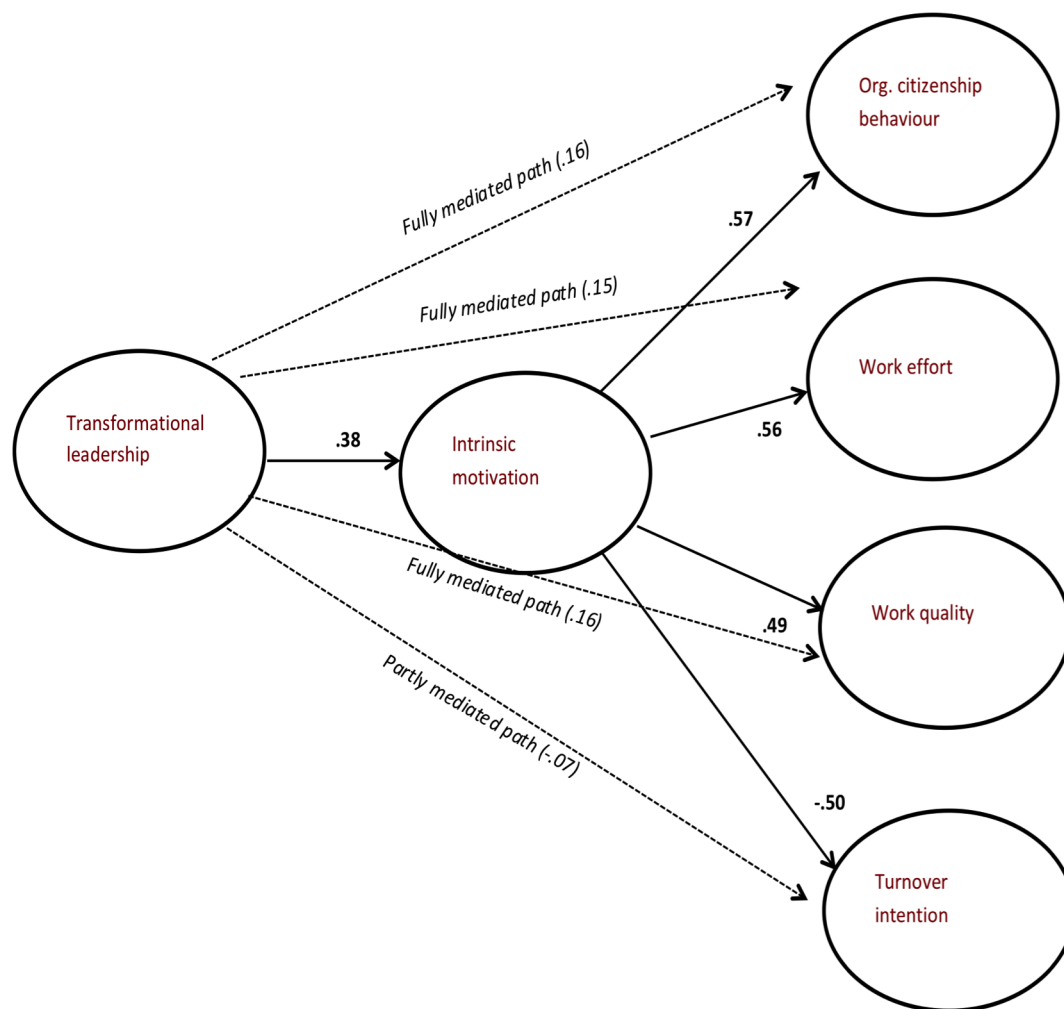 Org. citizenship
behaviour
Fully mediated path (.16)
.57
Fully mediated path (.15)
Work effort
.56
Transformational
leadership
.38
Intrinsic
motivation
Fully mediated path (.16)
.49
Work quality
Partly mediated path (-.07)
-.50
Turnover
intention